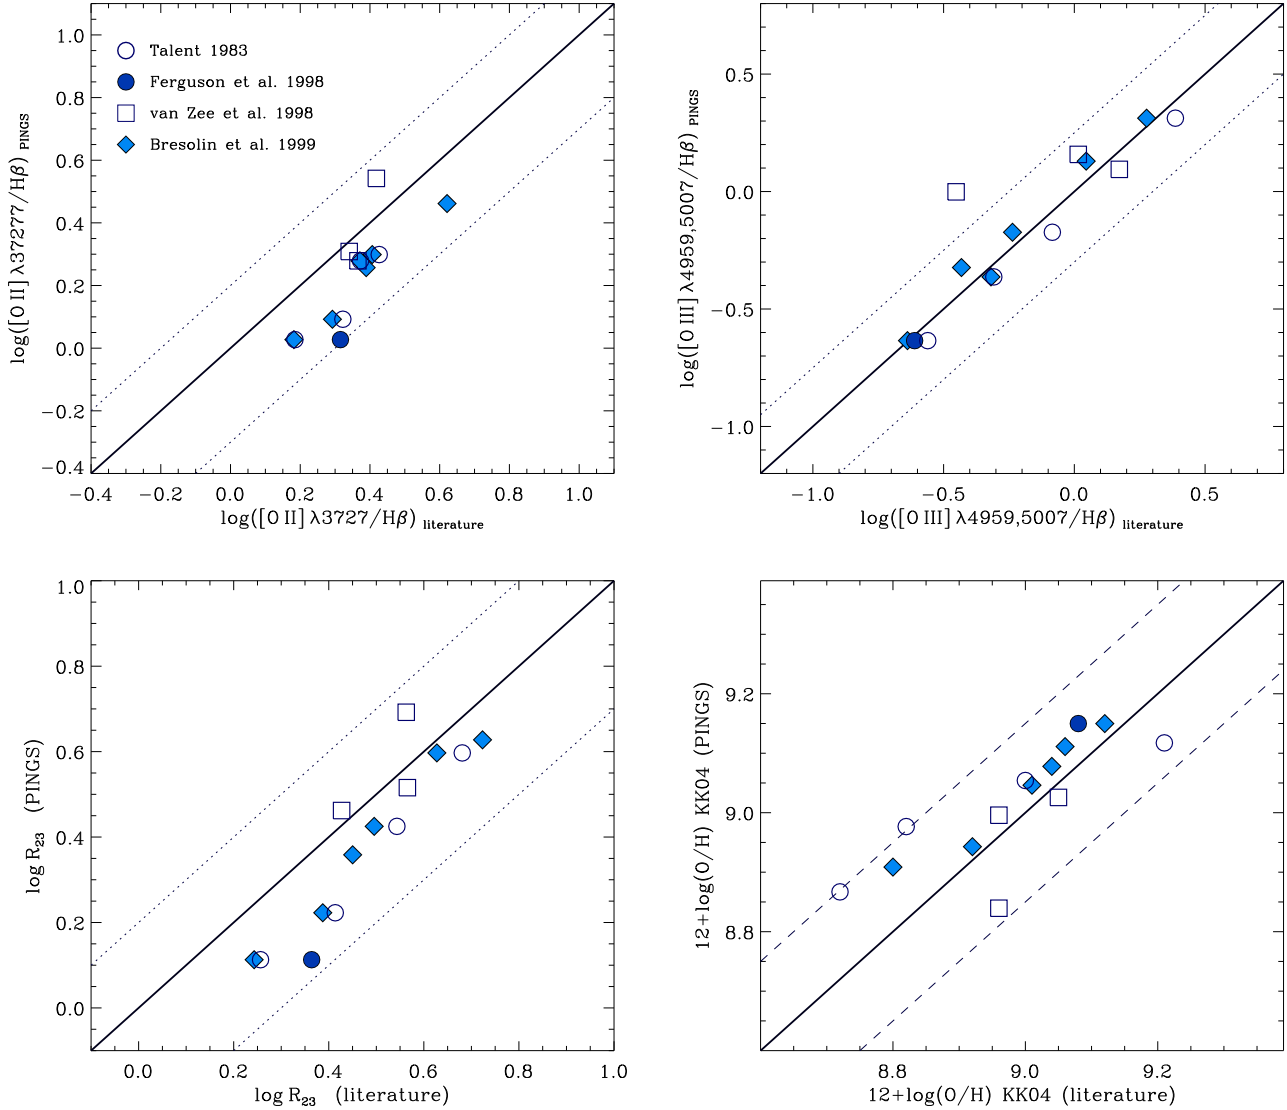 1.0
0.8
0.6
0.4
0.2
0.0
−0.2
−0.4
log([O II] λ37277/Hβ) PINGS
Talent 1983
Ferguson et al. 1998
van Zee et al. 1998
Bresolin et al. 1999
−0.4 −0.2 0.0 0.2 0.4 0.6 0.8 1.0
log([O II] λ3727/Hβ) literature
0.5
0.0
−0.5
−1.0
log([O III] λ4959,5007/Hβ) PINGS
−1.0 −0.5 0.0 0.5
log([O III] λ4959,5007/Hβ) literature
1.0
0.8
0.6
0.4
0.2
0.0
log R23 (PINGS)
0.0 0.2 0.4 0.6 0.8 1.0
log R23 (literature)
9.2
9.0
8.8
12+log(O/H) KK04 (PINGS)
8.8 9.0 9.2
12+log(O/H) KK04 (literature)